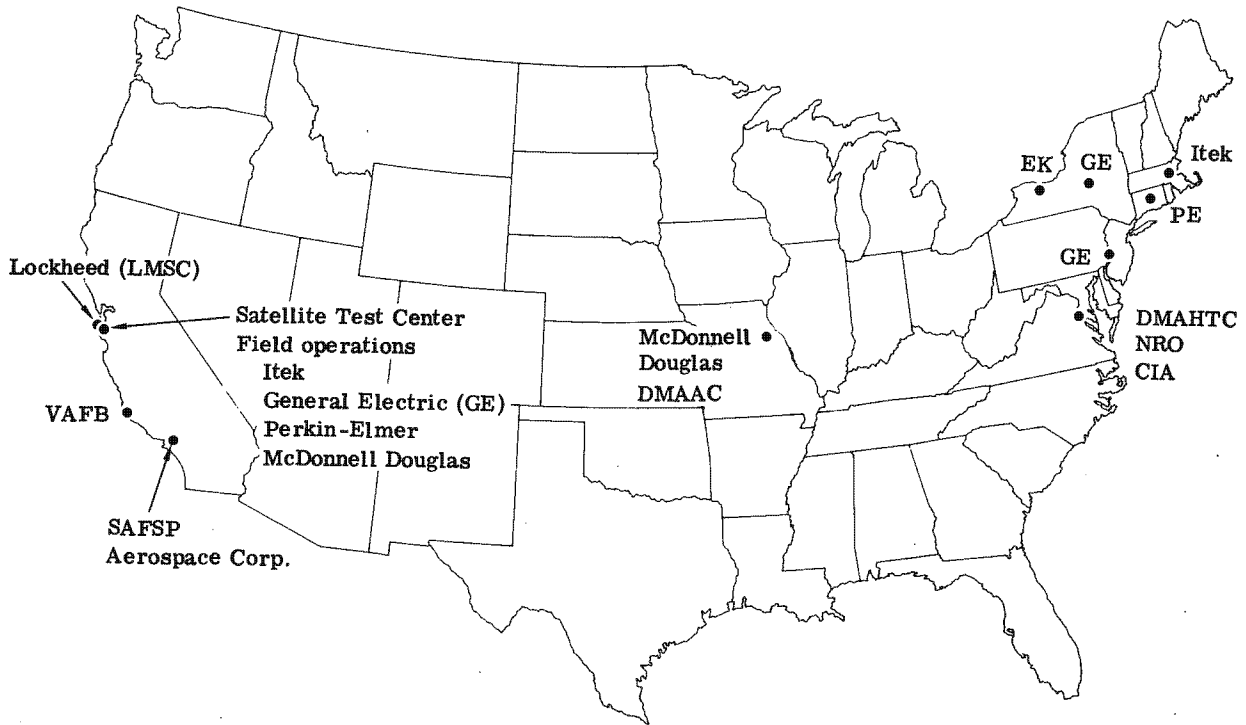 Lockheed (LMSC)
Satellite Test Center
Field operations
Itek
General Electric (GE)
Perkin-Elmer
McDonnell Douglas
VAFB
SAFSP
Aerospace Corp.
McDonnell
Douglas
DMAAC
EK
GE
Itek
PE
GE
DMAHTC
NRO
CIA